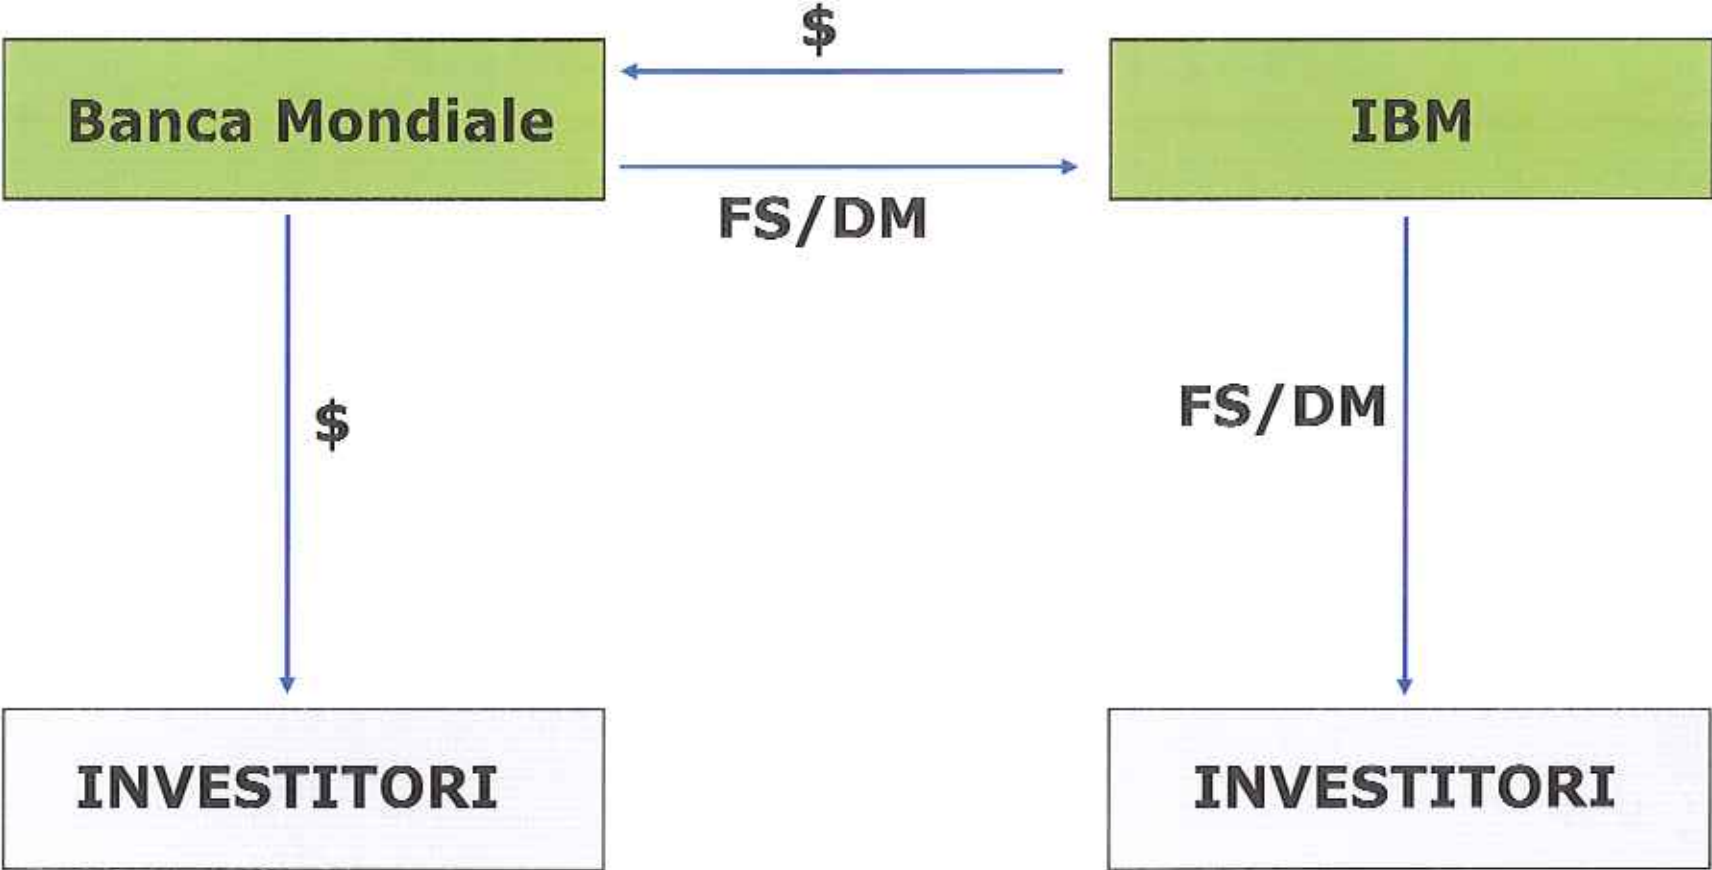 $
Banca Mondiale
IBM
FS/DM
$
FS/DM
INVESTITORI
INVESTITORI